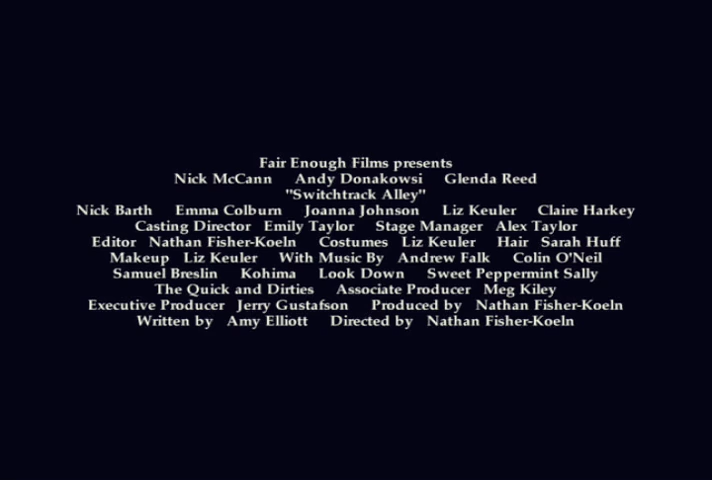 Fair Enough Films presents
Nick McCann Andy Donakowsi Glenda Reed
"Switchtrack Alley"
Nick Barth Emma Colburn Joanna Johnson Liz Keuler Claire Harkey
Casting Director Emily Taylor Stage Manager Alex Taylor
Editor Nathan Fisher-Koeln Costumes Liz Keuler Hair Sarah Huff
Makeup Liz Keuler With Music By Andrew Falk Colin O'Neil
Samuel Breslin Kohima Look Down Sweet Peppermint Sally
The Quick and Dirties Associate Producer Meg Kiley
Executive Producer Jerry Gustafson Produced by Nathan Fisher-Koeln
Written by Amy Elliott Directed by Nathan Fisher-Koeln